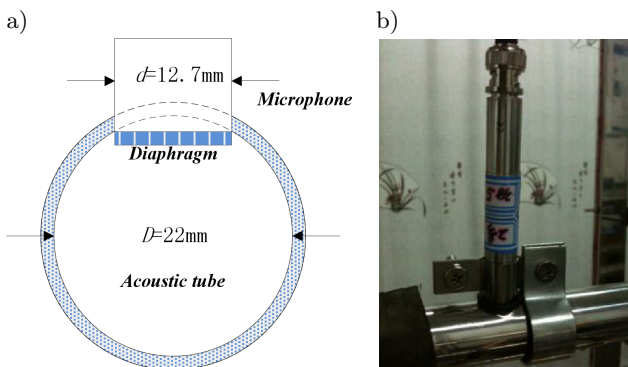 a)
b)
d=12.7mm
Microphone
Diaphragm
D=22mm
Acoustic tube